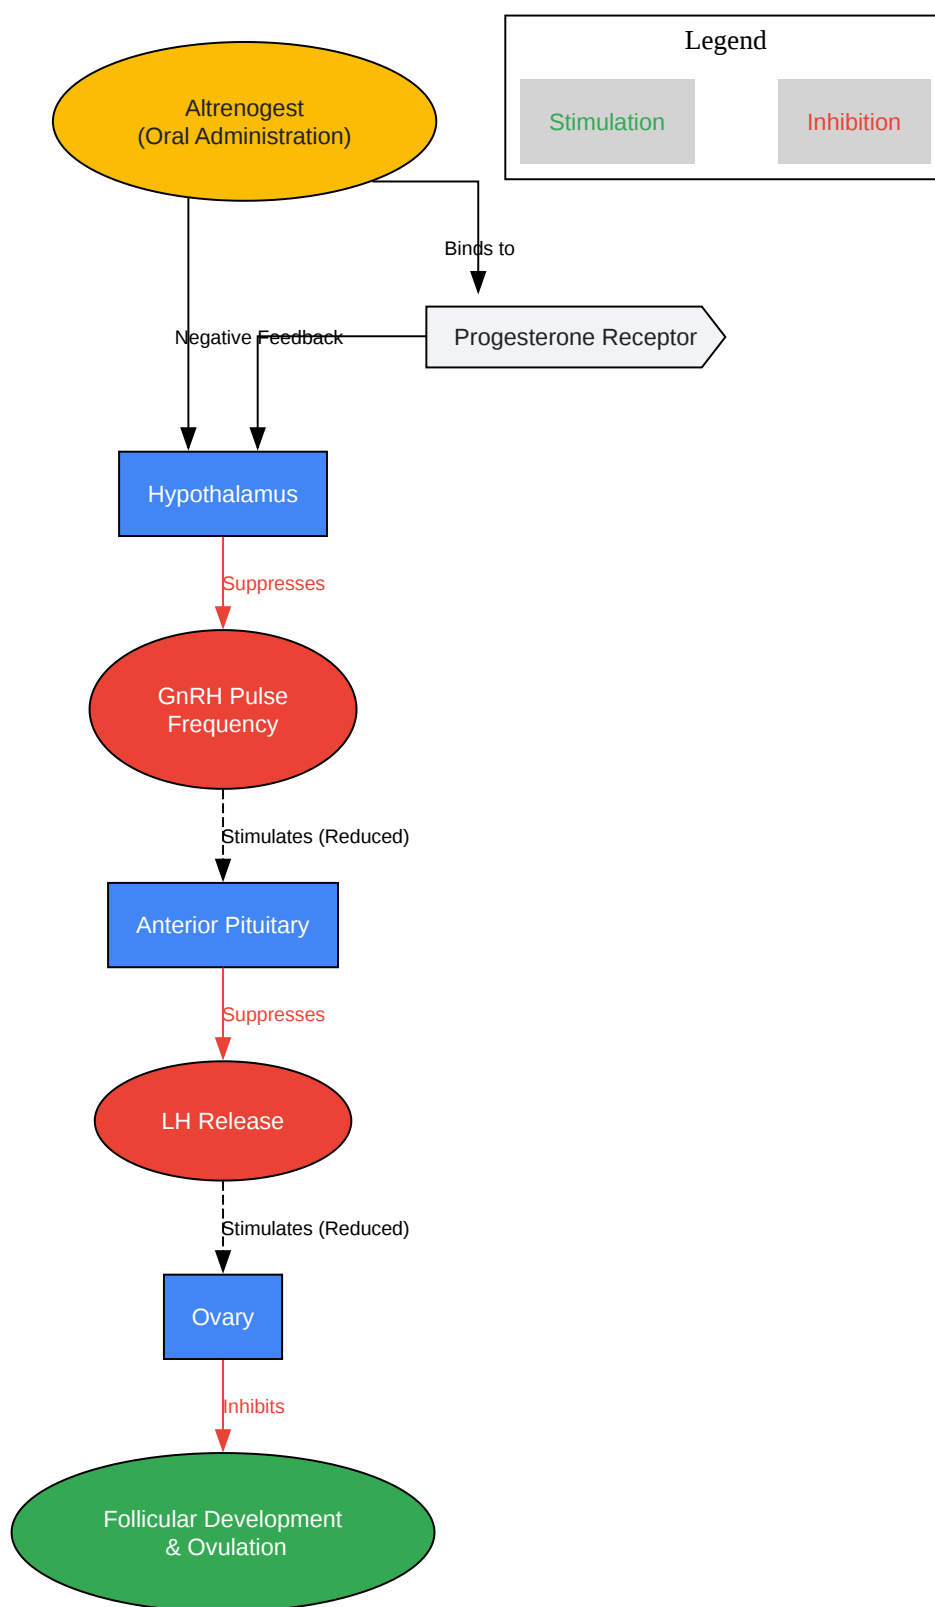 Legend
Stimulation
Inhibition
Altrenogest
(Oral Administration)
Binds to
Progesterone Receptor
Negative Feedback
Hypothalamus
Suppresses
GnRH Pulse
Frequency
Stimulates (Reduced)
Anterior Pituitary
Suppresses
LH Release
Stimulates (Reduced)
Ovary
Inhibits
Follicular Development
& Ovulation